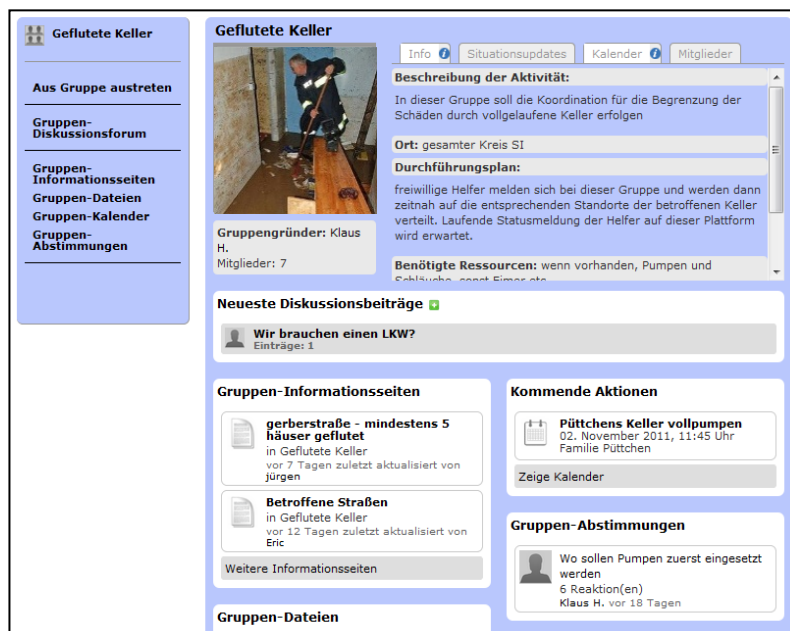 Geflutete Keller
Aus Gruppe austreten
Gruppen-
Diskussionsforum
Gruppen-
Informationsseiten
Gruppen-Dateien
Gruppen-Kalender
Gruppen-
Abstimmungen
Geflutete Keller
Info
Situationsupdates
Kalender
Mitglieder
Gruppengründer: Klaus
H.
Mitglieder: 7
Beschreibung der Aktivität:
In dieser Gruppe soll die Koordination für die Begrenzung der
Schäden durch vollgelaufene Keller erfolgen
Ort: gesamter Kreis SI
Durchführungsplan:
freiwillige Helfer melden sich bei dieser Gruppe und werden dann
zeitnah auf die entsprechenden Standorte der betroffenen Keller
verteilt. Laufende Statusmeldung der Helfer auf dieser Plattform
wird erwartet.
Benötigte Ressourcen: wenn vorhanden, Pumpen und
Schläuche, sonst Eimer etc.
Neueste Diskussionsbeiträge
Wir brauchen einen LKW?
Einträge: 1
Gruppen-Informationsseiten
gerberstraße - mindestens 5
häuser geflutet
in Geflutete Keller
vor 7 Tagen zuletzt aktualisiert von
jürgen
Betroffene Straßen
in Geflutete Keller
vor 12 Tagen zuletzt aktualisiert von
Eric
Weitere Informationsseiten
Gruppen-Dateien
Kommende Aktionen
Püttchens Keller vollpumpen
02. November 2011, 11:45 Uhr
Familie Püttchen
Zeige Kalender
Gruppen-Abstimmungen
Wo sollen Pumpen zuerst eingesetzt
werden
6 Reaktion(en)
Klaus H. vor 18 Tagen